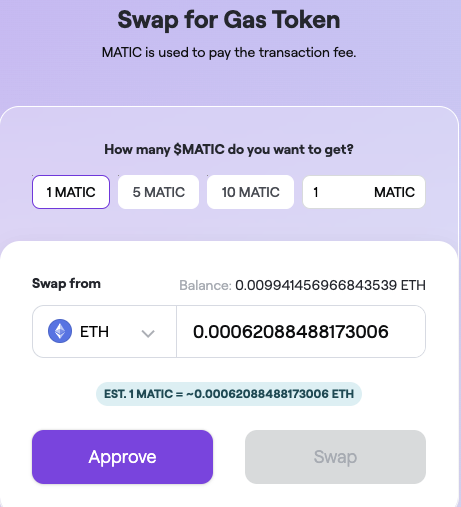 Swap for Gas Token
MATIC is used to pay the transaction fee.
How many $MATIC do you want to get?
1 MATIC 5 MATIC 10 MATIC 1 MATIC
Swap from Balance: 0.009941456966843539 ETH
ETH 0.00062088488173006
EST. 1 MATIC = ~0.00062088488173006 ETH
Approve Swap